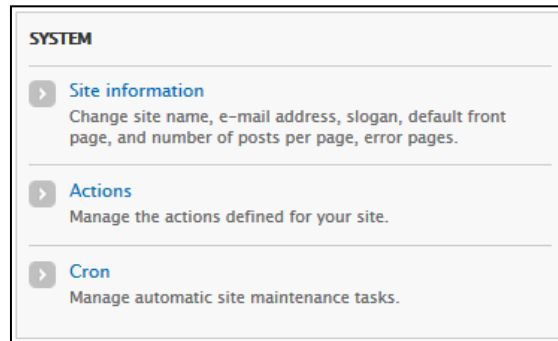 SYSTEM
Site information
Change site name, e-mail address, slogan, default front
page, and number of posts per page, error pages.
Actions
Manage the actions defined for your site.
Cron
Manage automatic site maintenance tasks.